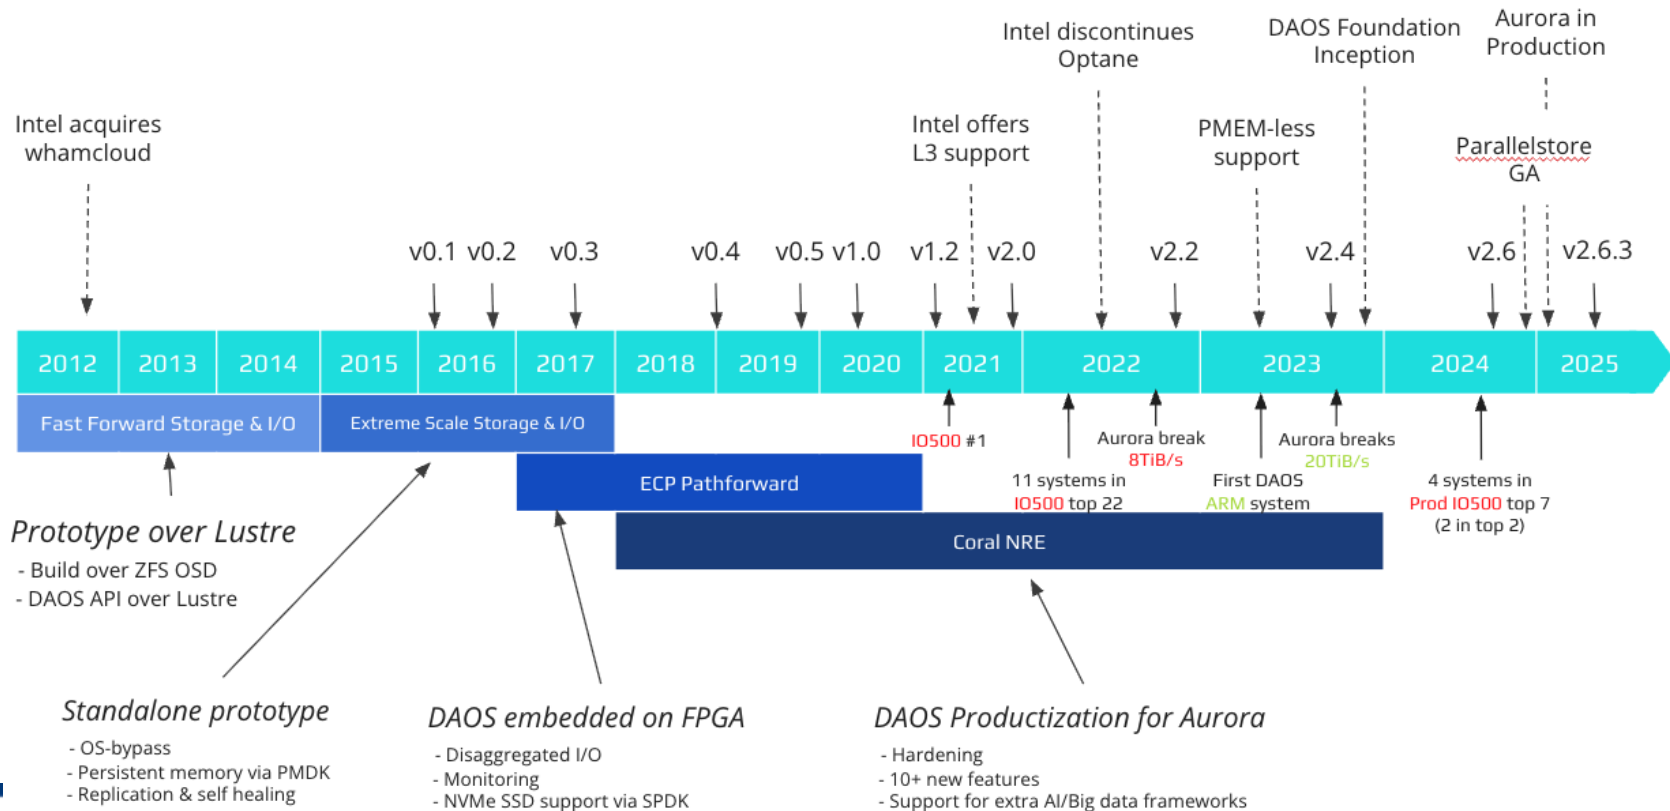 Intel acquires
whamcloud
Intel offers
L3 support
Intel discontinues
Optane
PMEM-less
support
DAOS Foundation
Inception
Aurora in
Production
Parallelstore
GA
v0.1 v0.2 v0.3 v0.4 v0.5 v1.0 v1.2 v2.0 v2.2 v2.4 v2.6 v2.6.3
2012 2013 2014 2015 2016 2017 2018 2019 2020 2021 2022 2023 2024 2025
Fast Forward Storage & I/O
Extreme Scale Storage & I/O
ECP Pathforward
Coral NRE
IO500 #1
11 systems in
IO500 top 22
Aurora break
8TiB/s
First DAOS
ARM system
Aurora breaks
20TiB/s
4 systems in
Prod IO500 top 7
(2 in top 2)
Prototype over Lustre
- Build over ZFS OSD
- DAOS API over Lustre
Standalone prototype
- OS-bypass
- Persistent memory via PMDK
- Replication & self healing
DAOS embedded on FPGA
- Disaggregated I/O
- Monitoring
- NVMe SSD support via SPDK
DAOS Productization for Aurora
- Hardening
- 10+ new features
- Support for extra AI/Big data frameworks